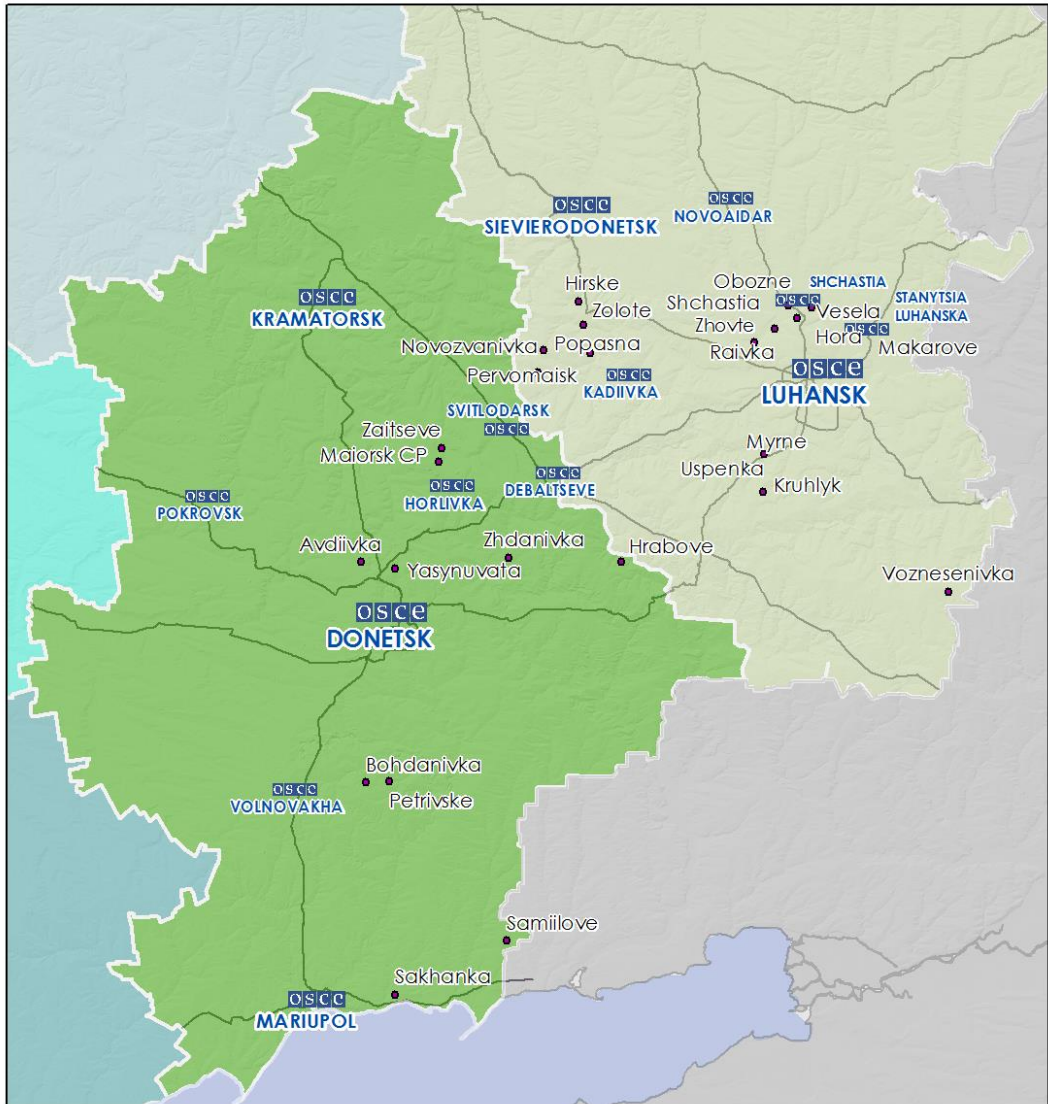 osce
SIEVIERODONETSK
osce
NOVOAIDAR
osce
KRAMATORSK
Hirske
Zolote
Novozvanivka
Popasna
Pervomaisk
osce
KADIIVKA
Obozne
SHCHASTIA
Shchastia
osce
Vesela
Hora
STANYTSIA
LUHANSKA
osce
Makarove
Zhovte
Raivka
osce
LUHANSK
SVITLODARSK
osce
Zaitseve
Maiorsk CP
osce
HORLIVKA
osce
DEBALTSEVE
Myrne
Uspenka
Kruhlyk
osce
POKROVSK
Avdiivka
Yasynuvata
Zhdanivka
Hrabove
Voznesenivka
osce
DONETSK
Bohdanivka
Petrivske
osce
VOLNOVAKHA
Samiilove
Sakhanka
osce
MARIUPOL